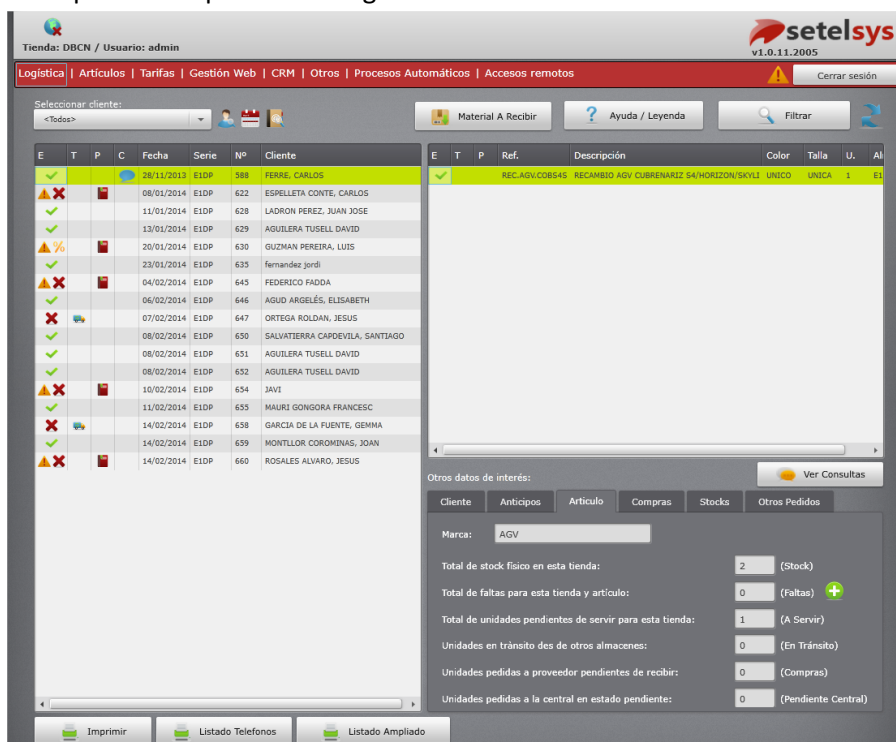 Tienda: DBCN / Usuario: admin
setelsys
v1.0.11.2005
Logística | Artículos | Tarifas | Gestión Web | CRM | Otros | Procesos Automáticos | Accesos remotos
Cerrar sesión
Seleccionar cliente:
<Todos>
Material A Recibir
Ayuda / Leyenda
Filtrar
E T P C Fecha Serie Nº Cliente
28/11/2013 E1DP 588 FERRE, CARLOS
08/01/2014 E1DP 622 ESPELLETA CONTE, CARLOS
11/01/2014 E1DP 628 LADRON PEREZ, JUAN JOSE
13/01/2014 E1DP 629 AGUILERA TUSELL DAVID
20/01/2014 E1DP 630 GUZMAN PEREIRA, LUIS
23/01/2014 E1DP 635 fernandez jordi
04/02/2014 E1DP 645 FEDERICO FADDA
06/02/2014 E1DP 646 AGUD ARGELÉS, ELISABETH
07/02/2014 E1DP 647 ORTEGA ROLDAN, JESUS
08/02/2014 E1DP 650 SALVATIERRA CAPDEVILA, SANTIAGO
08/02/2014 E1DP 651 AGUILERA TUSELL DAVID
08/02/2014 E1DP 652 AGUILERA TUSELL DAVID
10/02/2014 E1DP 654 JAVI
11/02/2014 E1DP 655 MAURI GONGORA FRANCESC
14/02/2014 E1DP 658 GARCIA DE LA FUENTE, GEMMA
14/02/2014 E1DP 659 MONTLLOR COROMINAS, JOAN
14/02/2014 E1DP 660 ROSALES ALVARO, JESUS
E T P Ref. Descripción Color Talla U. Al
REC.AGV.COBS4S RECAMBIO AGV CUBRENARIZ S4/HORIZON/SKYLI UNICO UNICA 1 E1
Ver Consultas
Otros datos de interés:
Cliente Anticipos Articulo Compras Stocks Otros Pedidos
Marca: AGV
Total de stock físico en esta tienda: 2 (Stock)
Total de faltas para esta tienda y artículo: 0 (Faltas)
Total de unidades pendientes de servir para esta tienda: 1 (A Servir)
Unidades en trànsito des de otros almacenes: 0 (En Tránsito)
Unidades pedidas a proveedor pendientes de recibir: 0 (Compras)
Unidades pedidas a la central en estado pendiente: 0 (Pendiente Central)
Imprimir
Listado Telefonos
Listado Ampliado